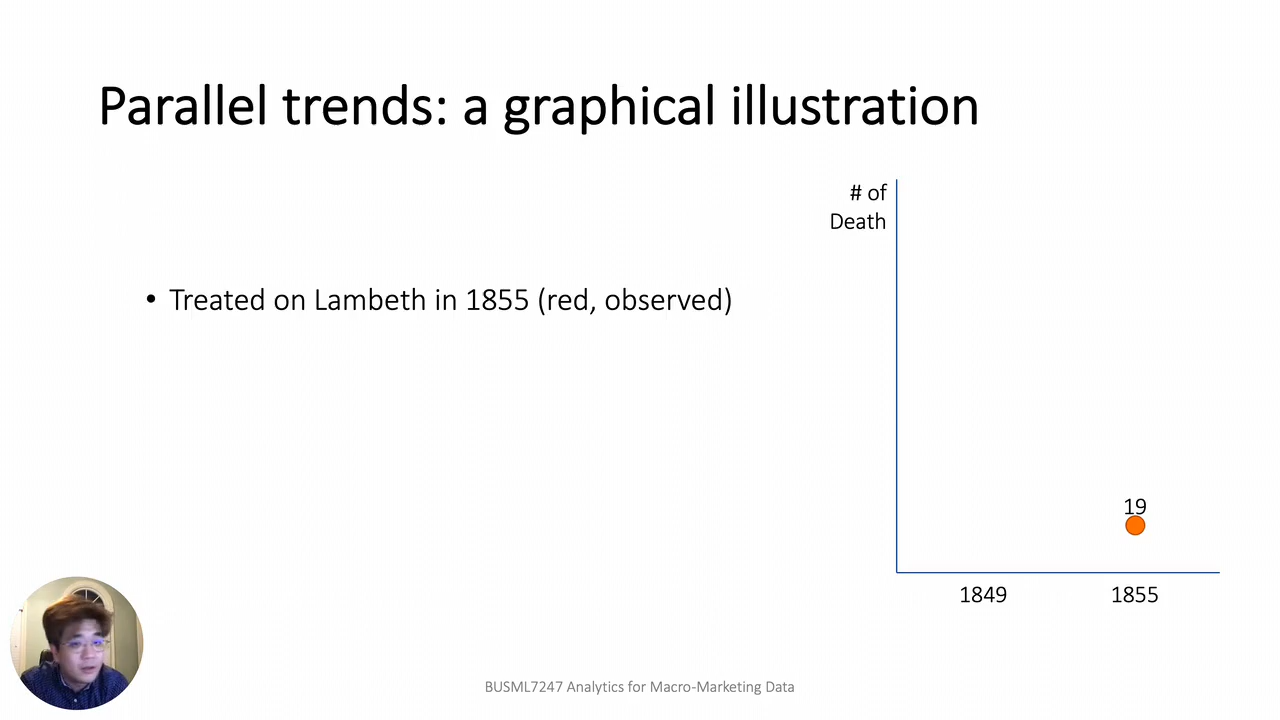 Parallel trends: a graphical illustration
# of
Death
• Treated on Lambeth in 1855 (red, observed)
19
1849
1855
BUSML7247 Analytics for Macro-Marketing Data